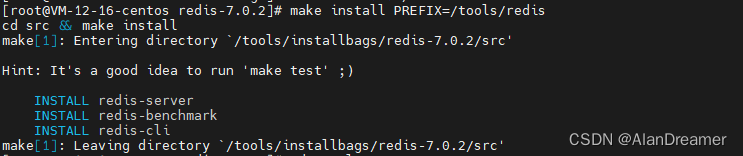 [root@VM-12-16-centos redis-7.0.2]# make install PREFIX=/tools/redis
cd src && make install
make[1]: Entering directory `/tools/installbags/redis-7.0.2/src'
Hint: It's a good idea to run 'make test' ;)
INSTALL redis-server
INSTALL redis-benchmark
INSTALL redis-cli
make[1]: Leaving directory `/tools/installbags/redis-7.0.2/src'
CSDN @AlanDreamer